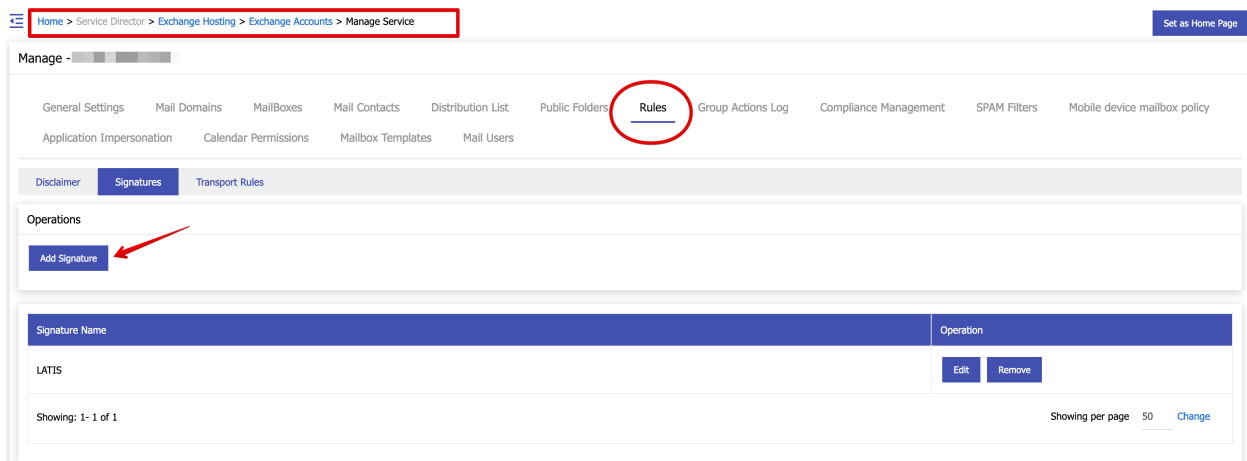 Home > Service Director > Exchange Hosting > Exchange Accounts > Manage Service
Set as Home Page
Manage -
General Settings Mail Domains MailBoxes Mail Contacts Distribution List Public Folders Rules Group Actions Log Compliance Management SPAM Filters Mobile device mailbox policy
Application Impersonation Calendar Permissions Mailbox Templates Mail Users
Disclaimer Signatures Transport Rules
Operations
Add Signature
Signature Name Operation
LATIS Edit Remove
Showing: 1- 1 of 1 Showing per page 50 Change